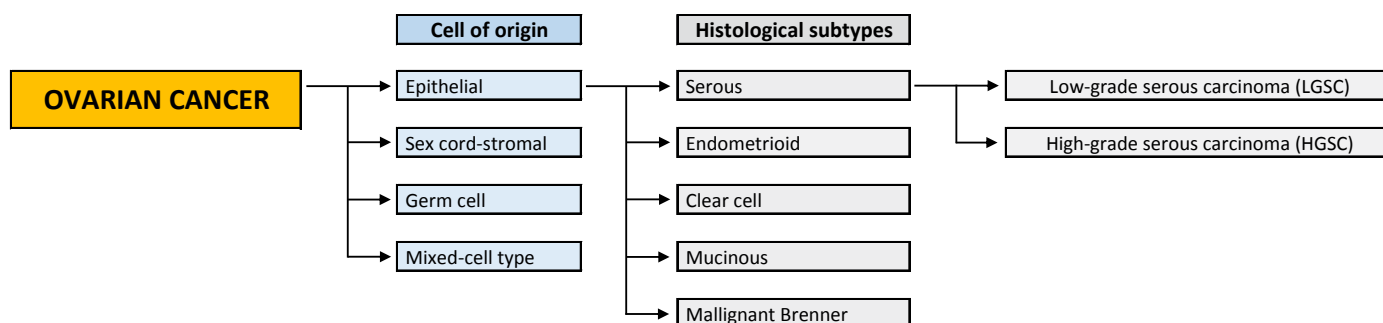 Cell of origin
Histological subtypes
OVARIAN CANCER
Epithelial
Serous
Low-grade serous carcinoma (LGSC)
Sex cord-stromal
Endometrioid
High-grade serous carcinoma (HGSC)
Germ cell
Clear cell
Mixed-cell type
Mucinous
Mallignant Brenner